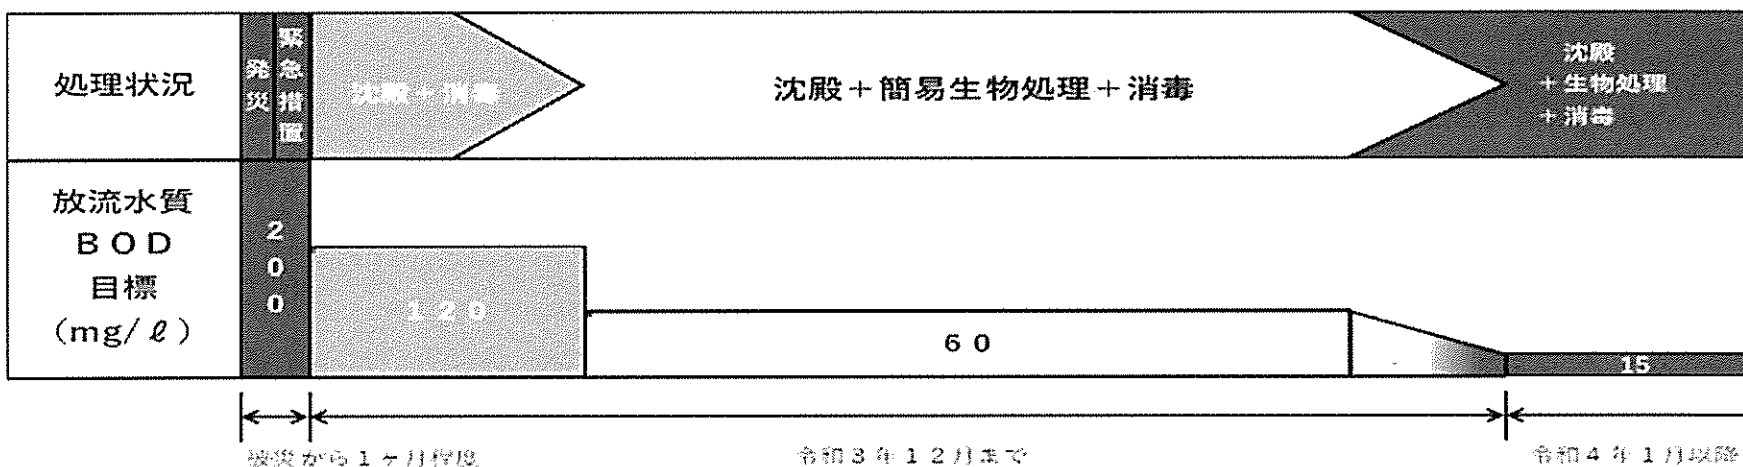 処理状況
発災
緊急措置
沈殿+消毒
沈殿+簡易生物処理+消毒
沈殿
+生物処理
+消毒
放流水質
BOD
目標
(mg/ℓ)
200
120
60
15
被災から1ヶ月程度
令和3年12月まで
令和4年1月以降